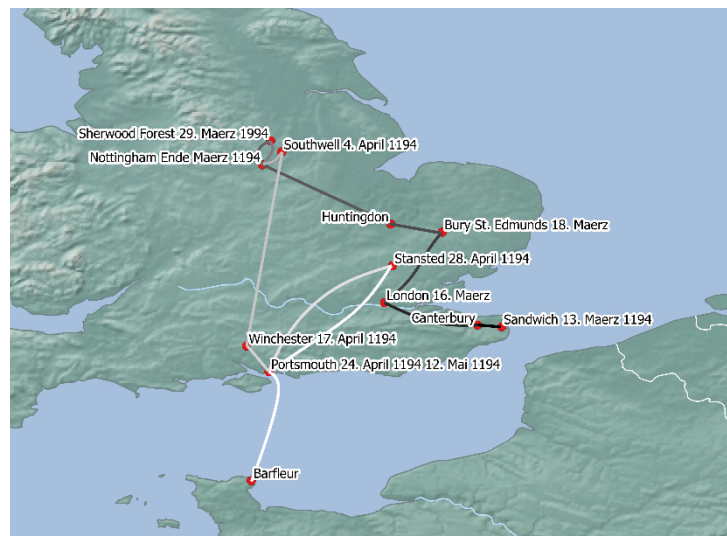 Sherwood Forest 29. Maerz 1994
Southwell 4. April 1194
Nottingham Ende Maerz 1194
Huntingdon
Bury St. Edmunds 18. Maerz
Stansted 28. April 1194
London 16. Maerz
Canterbury
Sandwich 13. Maerz 1194
Winchester 17. April 1194
Portsmouth 24. April 1194 12. Mai 1194
Barfleur